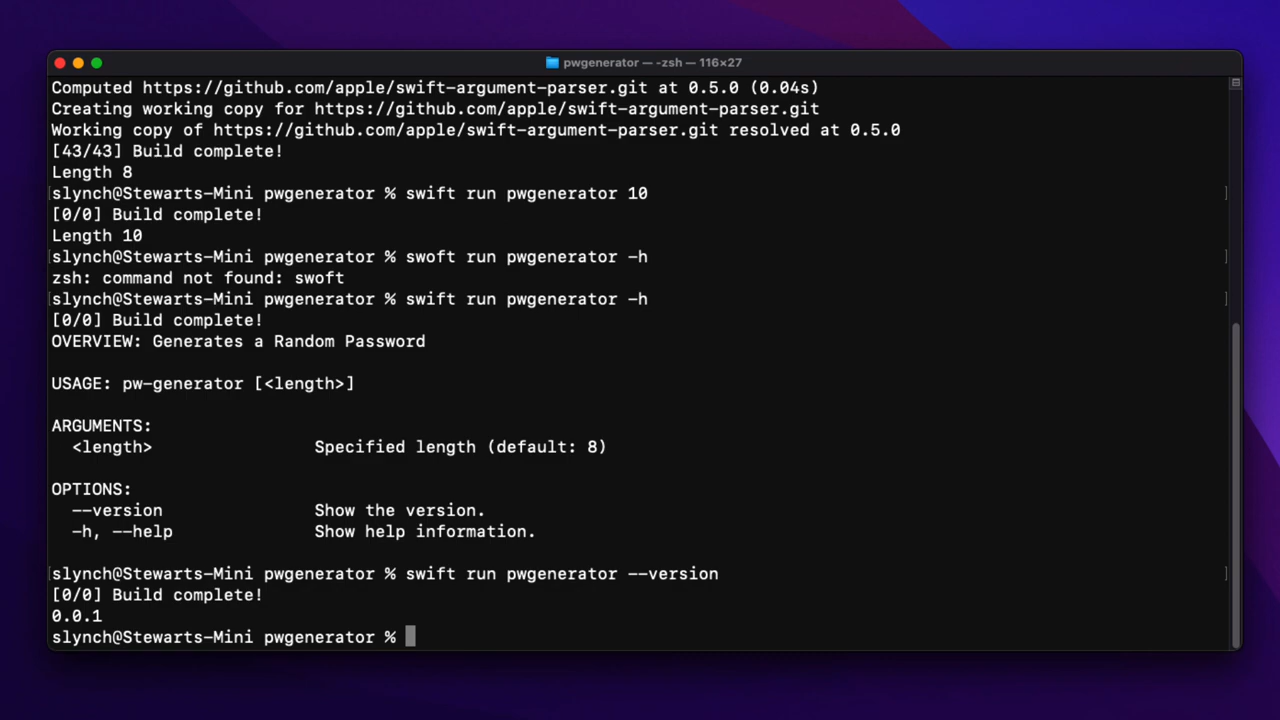 pwgenerator — -zsh — 116×27
Computed https://github.com/apple/swift-argument-parser.git at 0.5.0 (0.04s)
Creating working copy for https://github.com/apple/swift-argument-parser.git
Working copy of https://github.com/apple/swift-argument-parser.git resolved at 0.5.0
[43/43] Build complete!
Length 8
[slynch@Stewarts-Mini pwgenerator % swift run pwgenerator 10 ]
[0/0] Build complete!
Length 10
[slynch@Stewarts-Mini pwgenerator % swoft run pwgenerator -h ]
zsh: command not found: swoft
[slynch@Stewarts-Mini pwgenerator % swift run pwgenerator -h ]
[0/0] Build complete!
OVERVIEW: Generates a Random Password
USAGE: pw-generator [<length>]
ARGUMENTS:
<length> Specified length (default: 8)
OPTIONS:
--version Show the version.
-h, --help Show help information.
[slynch@Stewarts-Mini pwgenerator % swift run pwgenerator --version ]
[0/0] Build complete!
0.0.1
slynch@Stewarts-Mini pwgenerator %